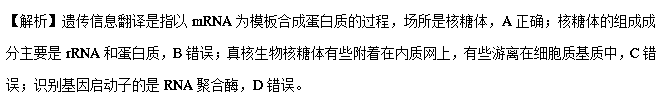 【解析】遗传信息翻译是指以 mRNA 为模板合成蛋白质的过程，场所是核糖体，A 正确；核糖体的组成成
分主要是 rRNA 和蛋白质，B 错误；真核生物核糖体有些附着在内质网上，有些游离在细胞质基质中，C 错
误；识别基因启动子的是 RNA 聚合酶，D 错误。